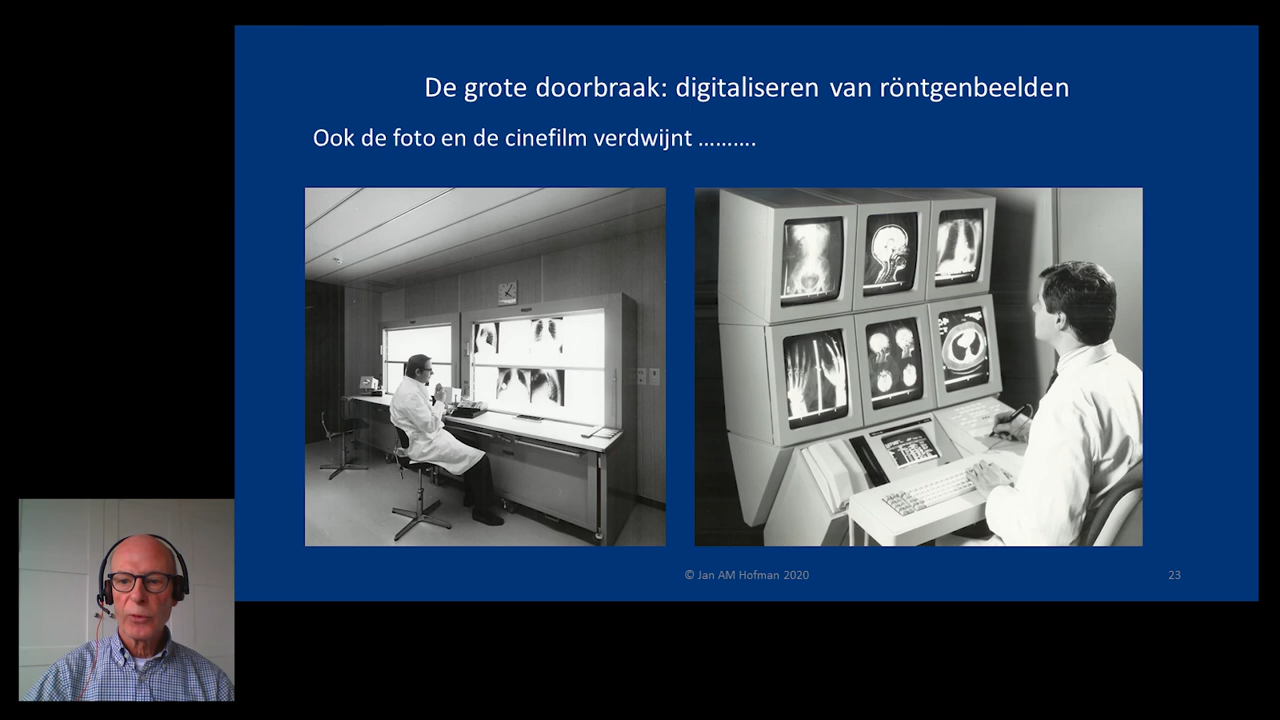 De grote doorbraak: digitaliseren van röntgenbeelden
Ook de foto en de cinefilm verdwijnt ..........
© Jan AM Hofman 2020
23